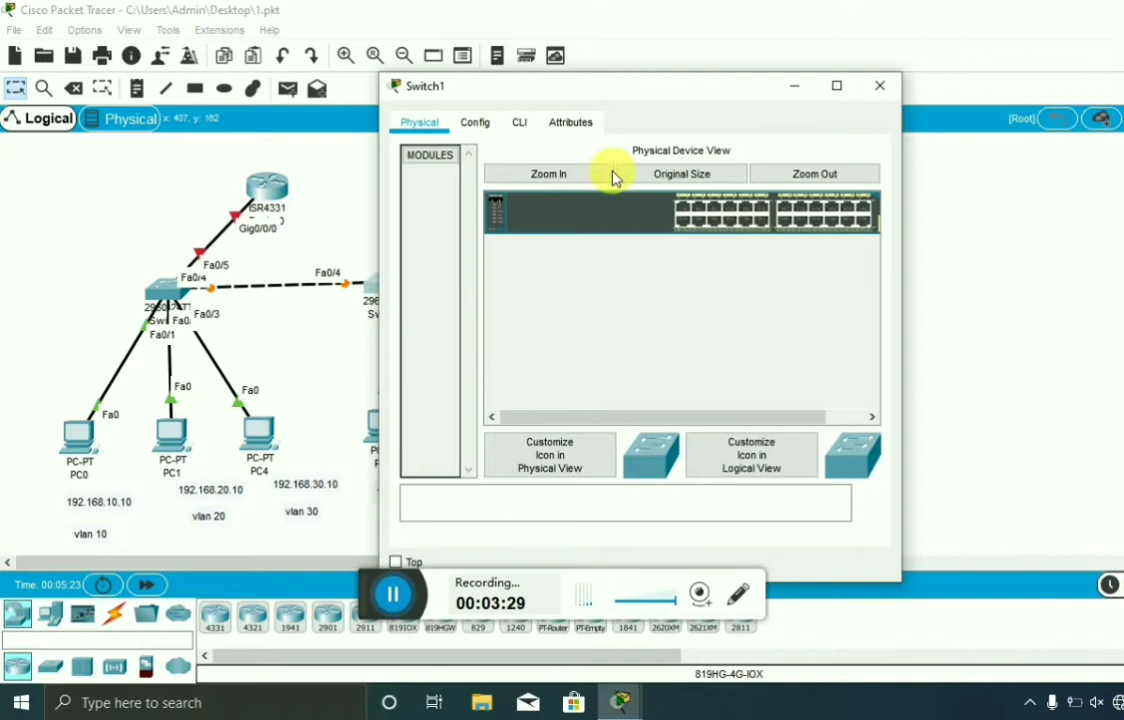 Cisco Packet Tracer - C:\Users\Admin\Desktop\1.pkt
File Edit Options View Tools Extensions Help
Logical Physical x: 407, y: 182 [Root]
Switch1
Physical Config CLI Attributes
MODULES
Physical Device View
Zoom In Original Size Zoom Out
ISR4331
Gig0/0/0
Fa0/5
Fa0/4
Fa0/4
Fa0/3
Fa0/1
Fa0
Fa0
Fa0
PC-PT
PC0
PC-PT
PC1
PC-PT
PC4
192.168.10.10
192.168.20.10
192.168.30.10
vlan 10
vlan 20
vlan 30
Customize
Icon in
Physical View
Customize
Icon in
Logical View
Top
Recording...
00:03:29
Time: 00:05:23
4331 4321 1941 2901 2911 819IOX 819HGW 829 1240 PT-Router PT-Empty 1841 2620XM 2621XM 2811
819HG-4G-IOX
Type here to search